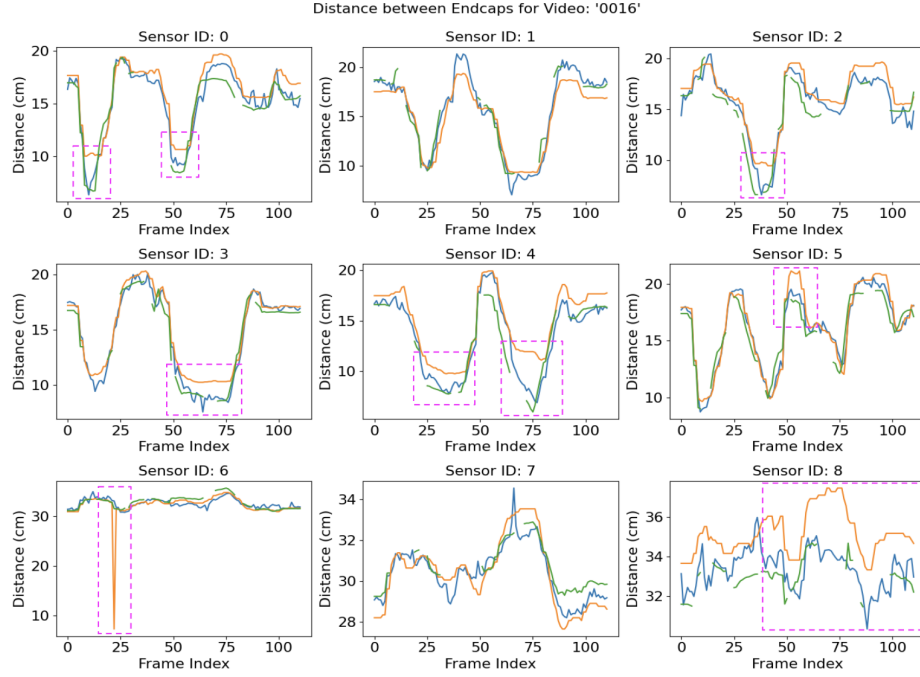 Distance between Endcaps for Video: '0016'
Sensor ID: 0
Sensor ID: 1
Sensor ID: 2
Distance (cm)
20
15
10
0
25
50
75
100
Frame Index
Distance (cm)
20
15
10
0
25
50
75
100
Frame Index
Distance (cm)
20
15
10
0
25
50
75
100
Frame Index
Sensor ID: 3
Sensor ID: 4
Sensor ID: 5
Distance (cm)
20
15
10
0
25
50
75
100
Frame Index
Distance (cm)
20
15
10
0
25
50
75
100
Frame Index
Distance (cm)
20
15
10
0
25
50
75
100
Frame Index
Sensor ID: 6
Sensor ID: 7
Sensor ID: 8
Distance (cm)
30
20
10
0
25
50
75
100
Frame Index
Distance (cm)
34
32
30
28
0
25
50
75
100
Frame Index
Distance (cm)
36
34
32
0
25
50
75
100
Frame Index